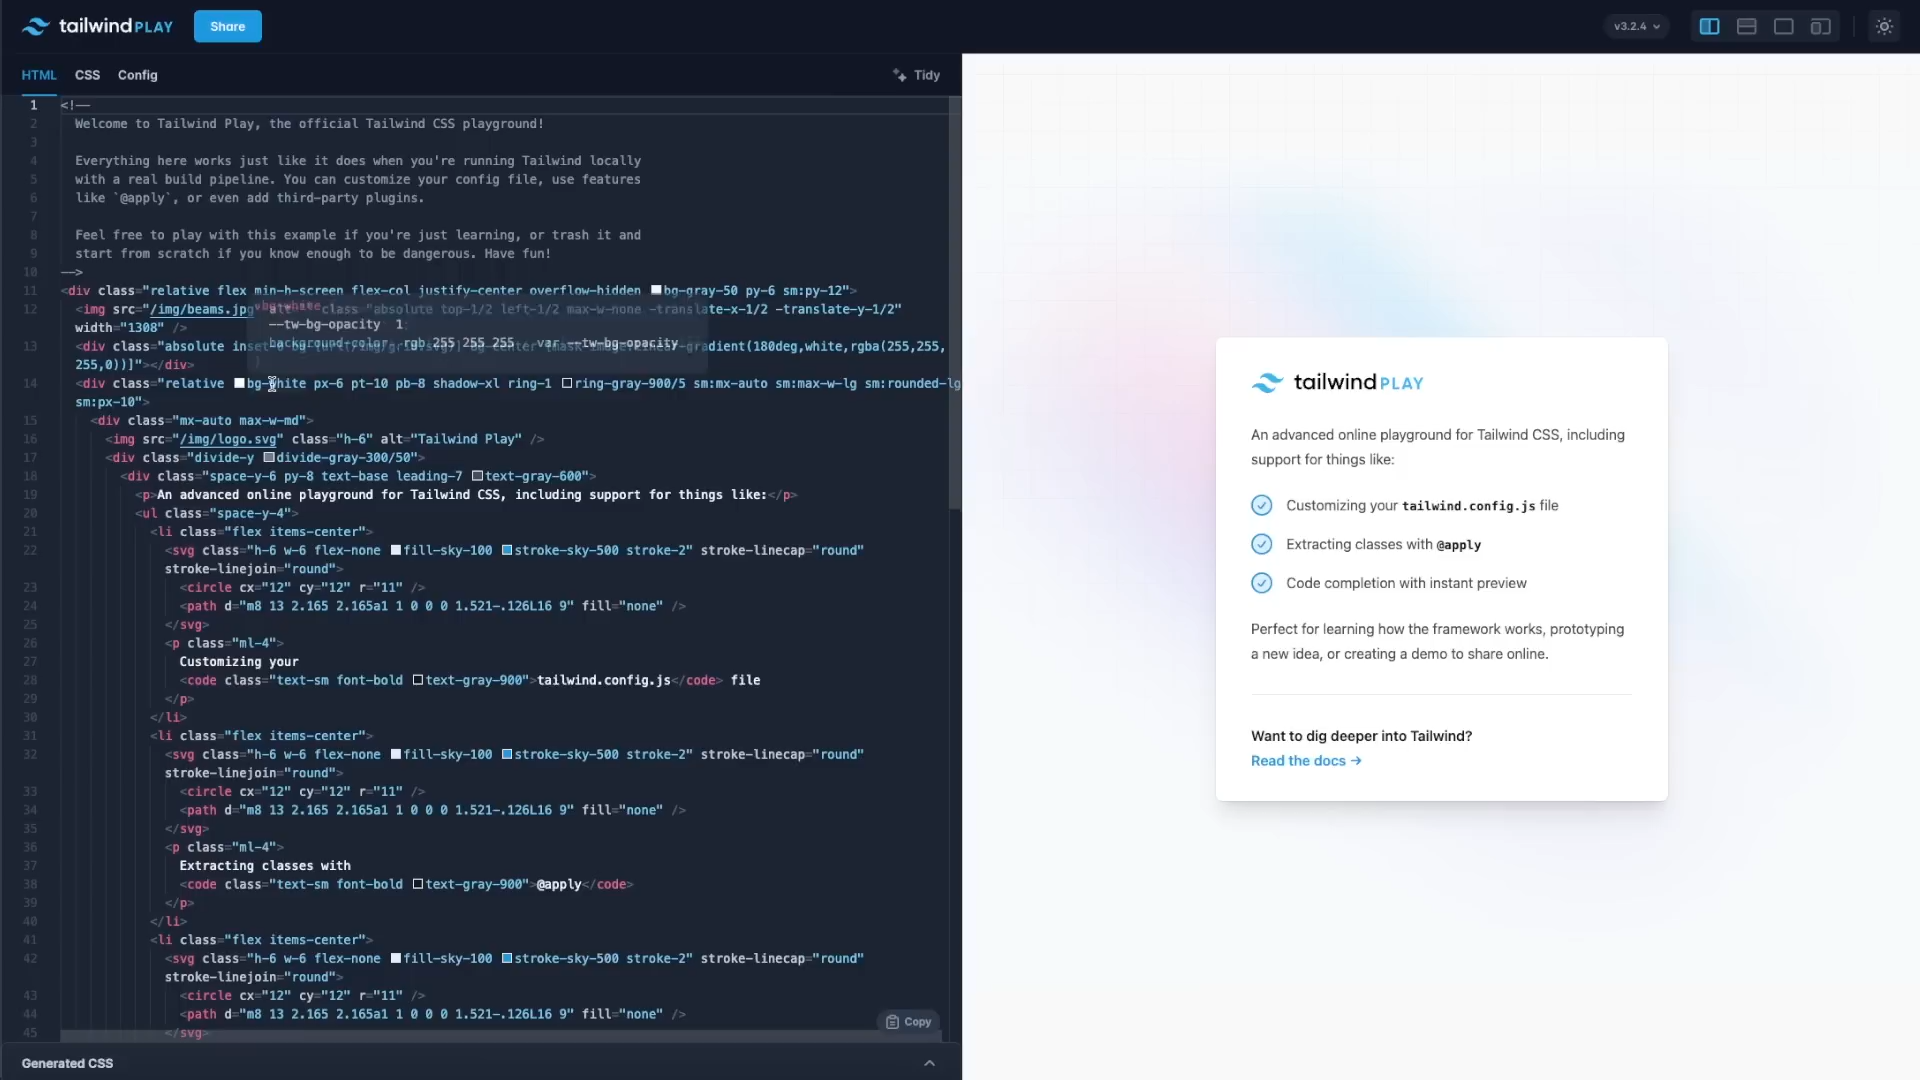 tailwind PLAY
Share
v3.2.4
HTML CSS Config
Tidy
1 <!--
2 Welcome to Tailwind Play, the official Tailwind CSS playground!
3
4 Everything here works just like it does when you're running Tailwind locally
5 with a real build pipeline. You can customize your config file, use features
6 like `@apply`, or even add third-party plugins.
7
8 Feel free to play with this example if you're just learning, or trash it and
9 start from scratch if you know enough to be dangerous. Have fun!
10 -->
11 <div class="relative flex min-h-screen flex-col justify-center overflow-hidden bg-gray-50 py-6 sm:py-12">
12 <img src="/img/beams.jpg" alt="" class="absolute top-1/2 left-1/2 max-w-none -translate-x-1/2 -translate-y-1/2"
width="1308" />
.bg-white
--tw-bg-opacity 1
background-color rgb 255 255 255 var --tw-bg-opacity
13 <div class="absolute gradient(180deg,white,rgba(255,255,
255,0))]"></div>
14 <div class="relative bg-white px-6 pt-10 pb-8 shadow-xl ring-1 ring-gray-900/5 sm:mx-auto sm:max-w-lg sm:rounded-lg
sm:px-10">
15 <div class="mx-auto max-w-md">
16 <img src="/img/logo.svg" class="h-6" alt="Tailwind Play" />
17 <div class="divide-y divide-gray-300/50">
18 <div class="space-y-6 py-8 text-base leading-7 text-gray-600">
19 <p>An advanced online playground for Tailwind CSS, including support for things like:</p>
20 <ul class="space-y-4">
21 <li class="flex items-center">
22 <svg class="h-6 w-6 flex-none fill-sky-100 stroke-sky-500 stroke-2" stroke-linecap="round"
stroke-linejoin="round">
23 <circle cx="12" cy="12" r="11" />
24 <path d="m8 13 2.165 2.165a1 1 0 0 0 1.521-.126L16 9" fill="none" />
25 </svg>
26 <p class="ml-4">
27 Customizing your
28 <code class="text-sm font-bold text-gray-900">tailwind.config.js</code> file
29 </p>
30 </li>
31 <li class="flex items-center">
32 <svg class="h-6 w-6 flex-none fill-sky-100 stroke-sky-500 stroke-2" stroke-linecap="round"
stroke-linejoin="round">
33 <circle cx="12" cy="12" r="11" />
34 <path d="m8 13 2.165 2.165a1 1 0 0 0 1.521-.126L16 9" fill="none" />
35 </svg>
36 <p class="ml-4">
37 Extracting classes with
38 <code class="text-sm font-bold text-gray-900">@apply</code>
39 </p>
40 </li>
41 <li class="flex items-center">
42 <svg class="h-6 w-6 flex-none fill-sky-100 stroke-sky-500 stroke-2" stroke-linecap="round"
stroke-linejoin="round">
43 <circle cx="12" cy="12" r="11" />
44 <path d="m8 13 2.165 2.165a1 1 0 0 0 1.521-.126L16 9" fill="none" />
45 </svg>
Copy
Generated CSS
tailwind PLAY
An advanced online playground for Tailwind CSS, including
support for things like:
Customizing your tailwind.config.js file
Extracting classes with @apply
Code completion with instant preview
Perfect for learning how the framework works, prototyping
a new idea, or creating a demo to share online.
Want to dig deeper into Tailwind?
Read the docs →